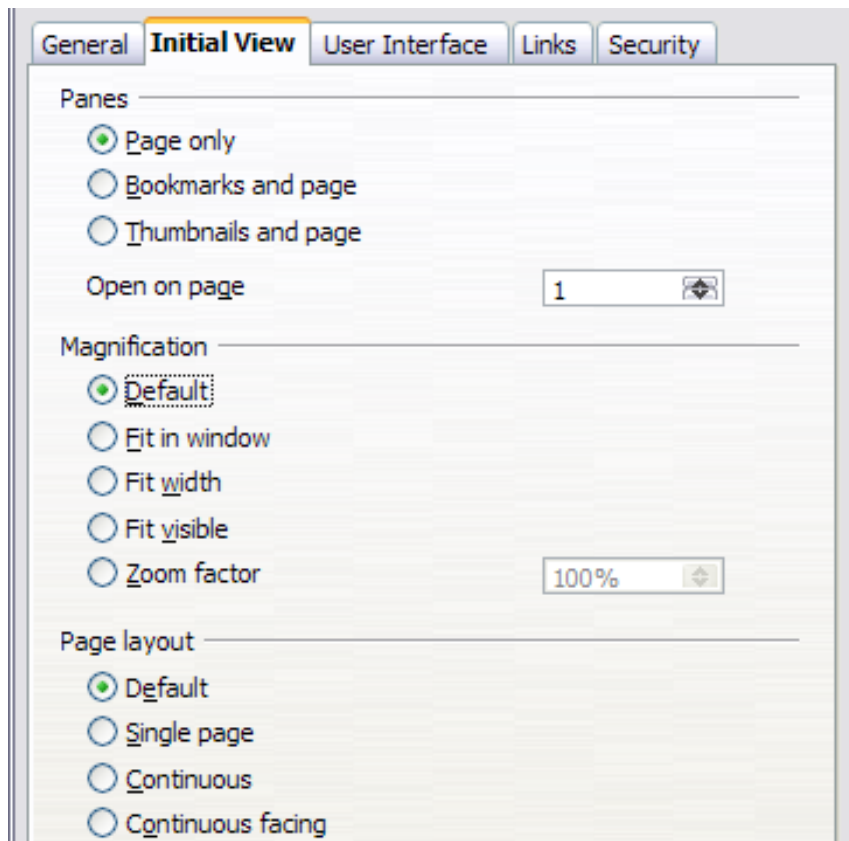 General Initial View User Interface Links Security
Panes
Page only
Bookmarks and page
Thumbnails and page
Open on page 1
Magnification
Default
Fit in window
Fit width
Fit visible
Zoom factor 100%
Page layout
Default
Single page
Continuous
Continuous facing